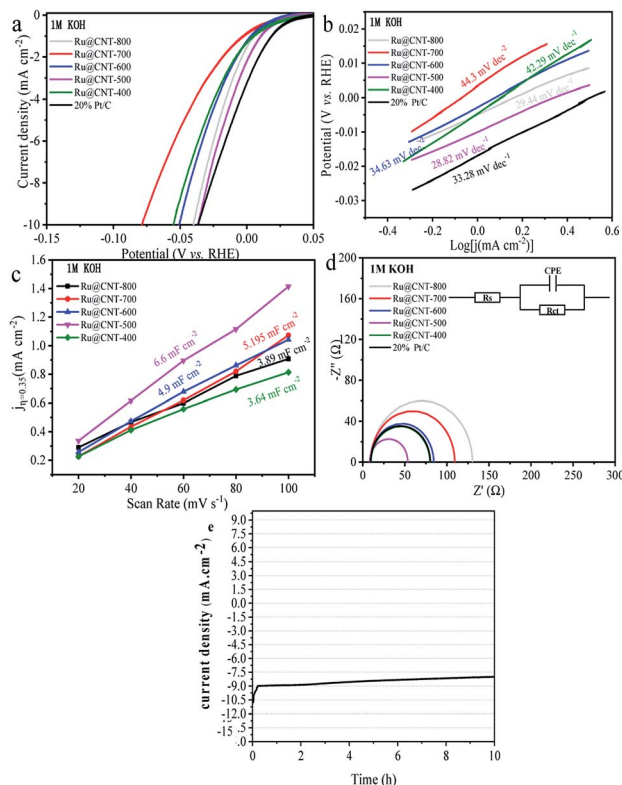 a
1M KOH
Ru@CNT-800
Ru@CNT-700
Ru@CNT-600
Ru@CNT-500
Ru@CNT-400
20% Pt/C
Current density (mA cm-2)
0
-2
-4
-6
-8
-10
-0.15
-0.10
-0.05
0.00
0.05
Potential (V vs. RHE)
b
1M KOH
Ru@CNT-800
Ru@CNT-700
Ru@CNT-600
Ru@CNT-500
Ru@CNT-400
20% Pt/C
44.3 mV dec-2
42.29 mV dec-1
29.44 mV dec-1
34.63 mV dec-1
28.82 mV dec-1
33.28 mV dec-1
Potential (V vs. RHE)
0.02
0.01
0.00
-0.01
-0.02
-0.03
-0.4
-0.2
0.0
0.2
0.4
0.6
Log[j(mA cm-2)]
c
1M KOH
Ru@CNT-800
Ru@CNT-700
Ru@CNT-600
Ru@CNT-500
Ru@CNT-400
6.6 mF cm-2
5.195 mF cm-2
4.9 mF cm-2
3.89 mF cm-2
3.64 mF cm-2
jη=0.35(mA cm-2)
1.6
1.4
1.2
1.0
0.8
0.6
0.4
0.2
20
40
60
80
100
Scan Rate (mV s-1)
d
1M KOH
Ru@CNT-800
Ru@CNT-700
Ru@CNT-600
Ru@CNT-500
Ru@CNT-400
20% Pt/C
CPE
Rs
Rct
-Z'' (Ω)
200
160
120
80
40
0
0
50
100
150
200
250
300
Z' (Ω)
e
current density (mA.cm-2)
9.0
7.5
6.0
4.5
3.0
1.5
0.0
-1.5
-3.0
-4.5
-6.0
-7.5
-9.0
-10.5
-12.0
-13.5
0
2
4
6
8
10
Time (h)